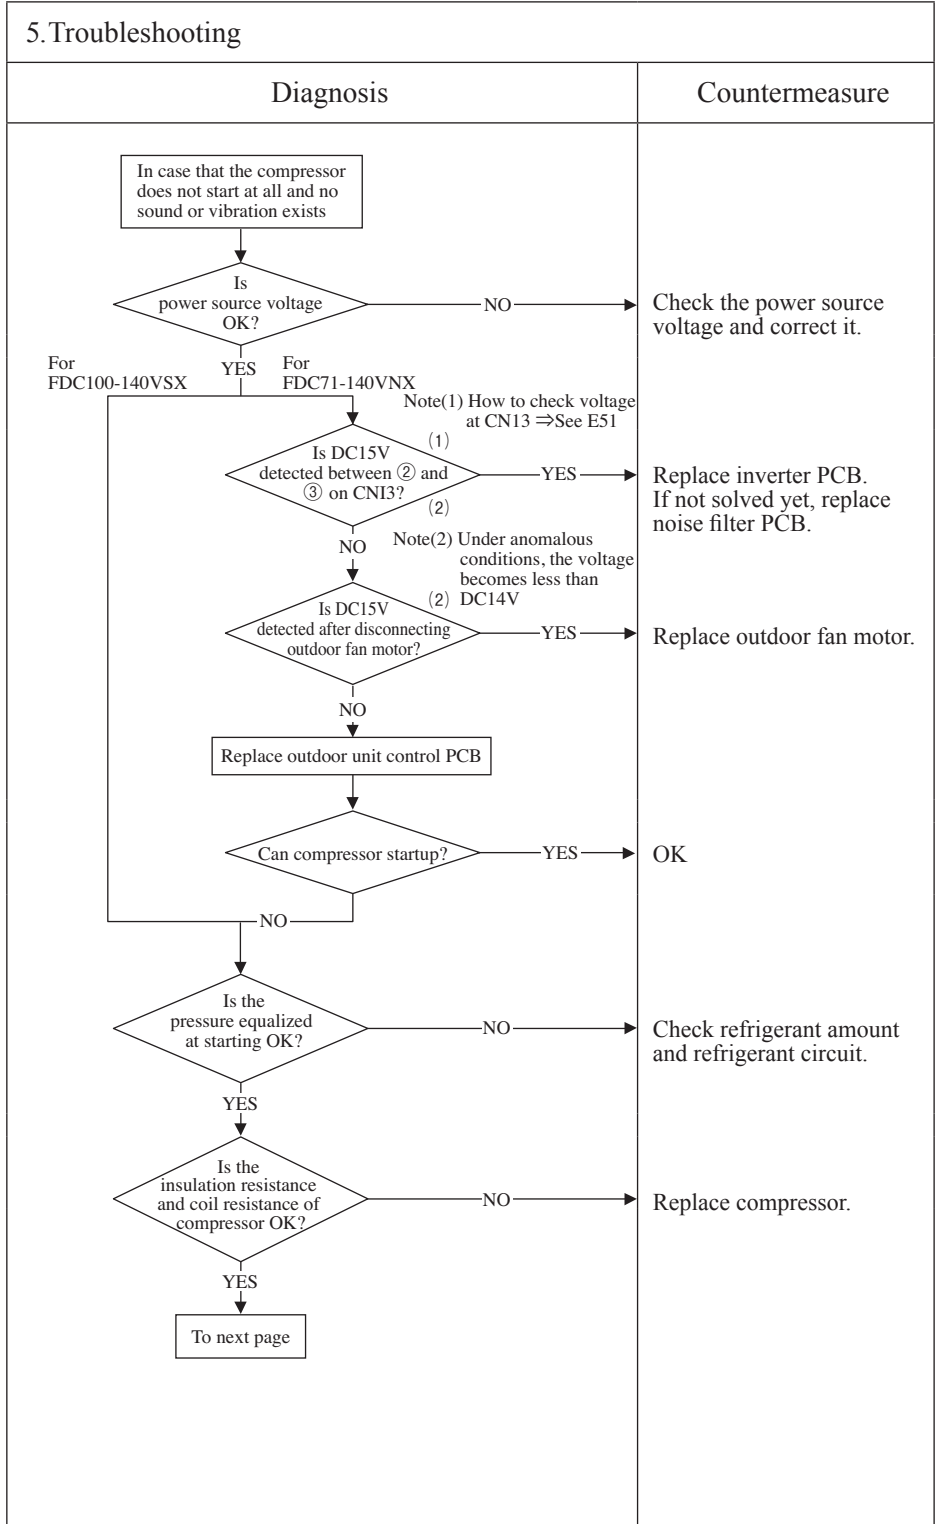 5.Troubleshooting
Diagnosis
Countermeasure
In case that the compressor
does not start at all and no
sound or vibration exists
Is
power source voltage
OK?
NO
Check the power source
voltage and correct it.
YES
For
FDC100-140VSX
For
FDC71-140VNX
Note(1) How to check voltage
at CN13 ⇒See E51
(1)
Is DC15V
detected between ② and
③ on CNI3?
(2)
YES
Replace inverter PCB.
If not solved yet, replace
noise filter PCB.
NO
Note(2) Under anomalous
conditions, the voltage
becomes less than
DC14V
(2)
Is DC15V
detected after disconnecting
outdoor fan motor?
YES
Replace outdoor fan motor.
NO
Replace outdoor unit control PCB
Can compressor startup?
YES
OK
NO
Is the
pressure equalized
at starting OK?
NO
Check refrigerant amount
and refrigerant circuit.
YES
Is the
insulation resistance
and coil resistance of
compressor OK?
NO
Replace compressor.
YES
To next page